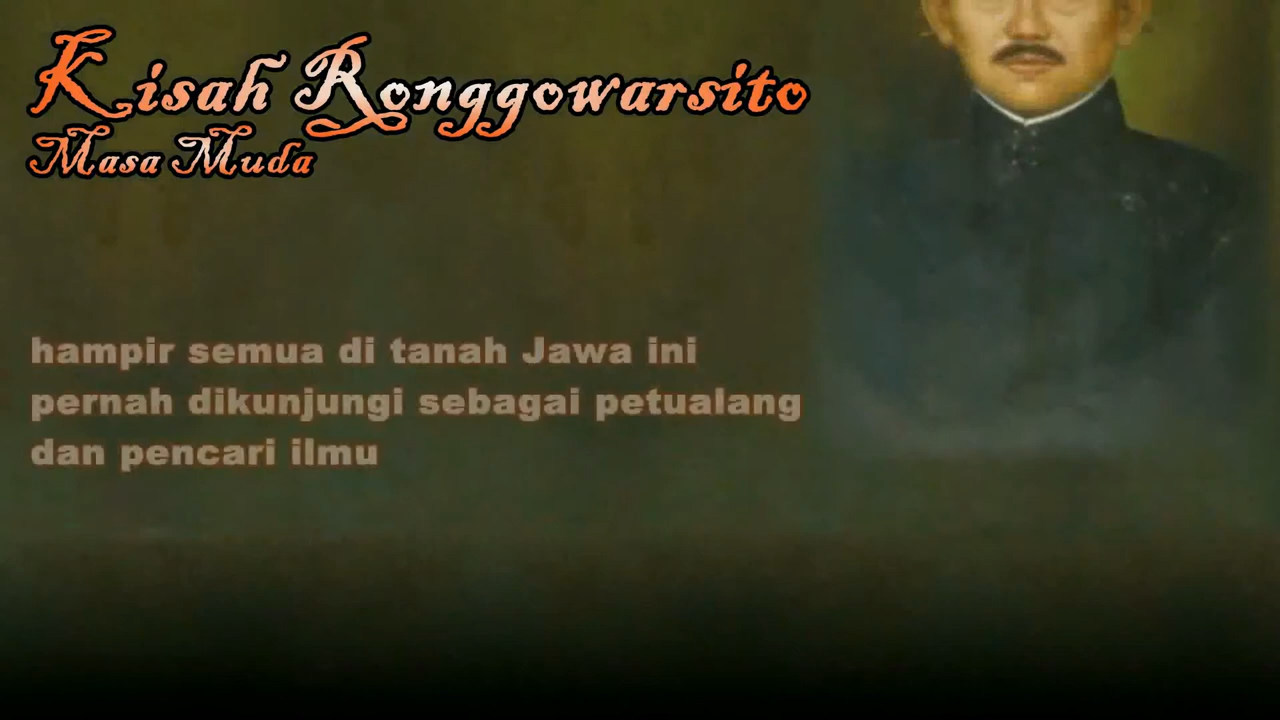 Kisah Ronggowarsito
Masa Muda
hampir semua di tanah Jawa ini
pernah dikunjungi sebagai petualang
dan pencari ilmu